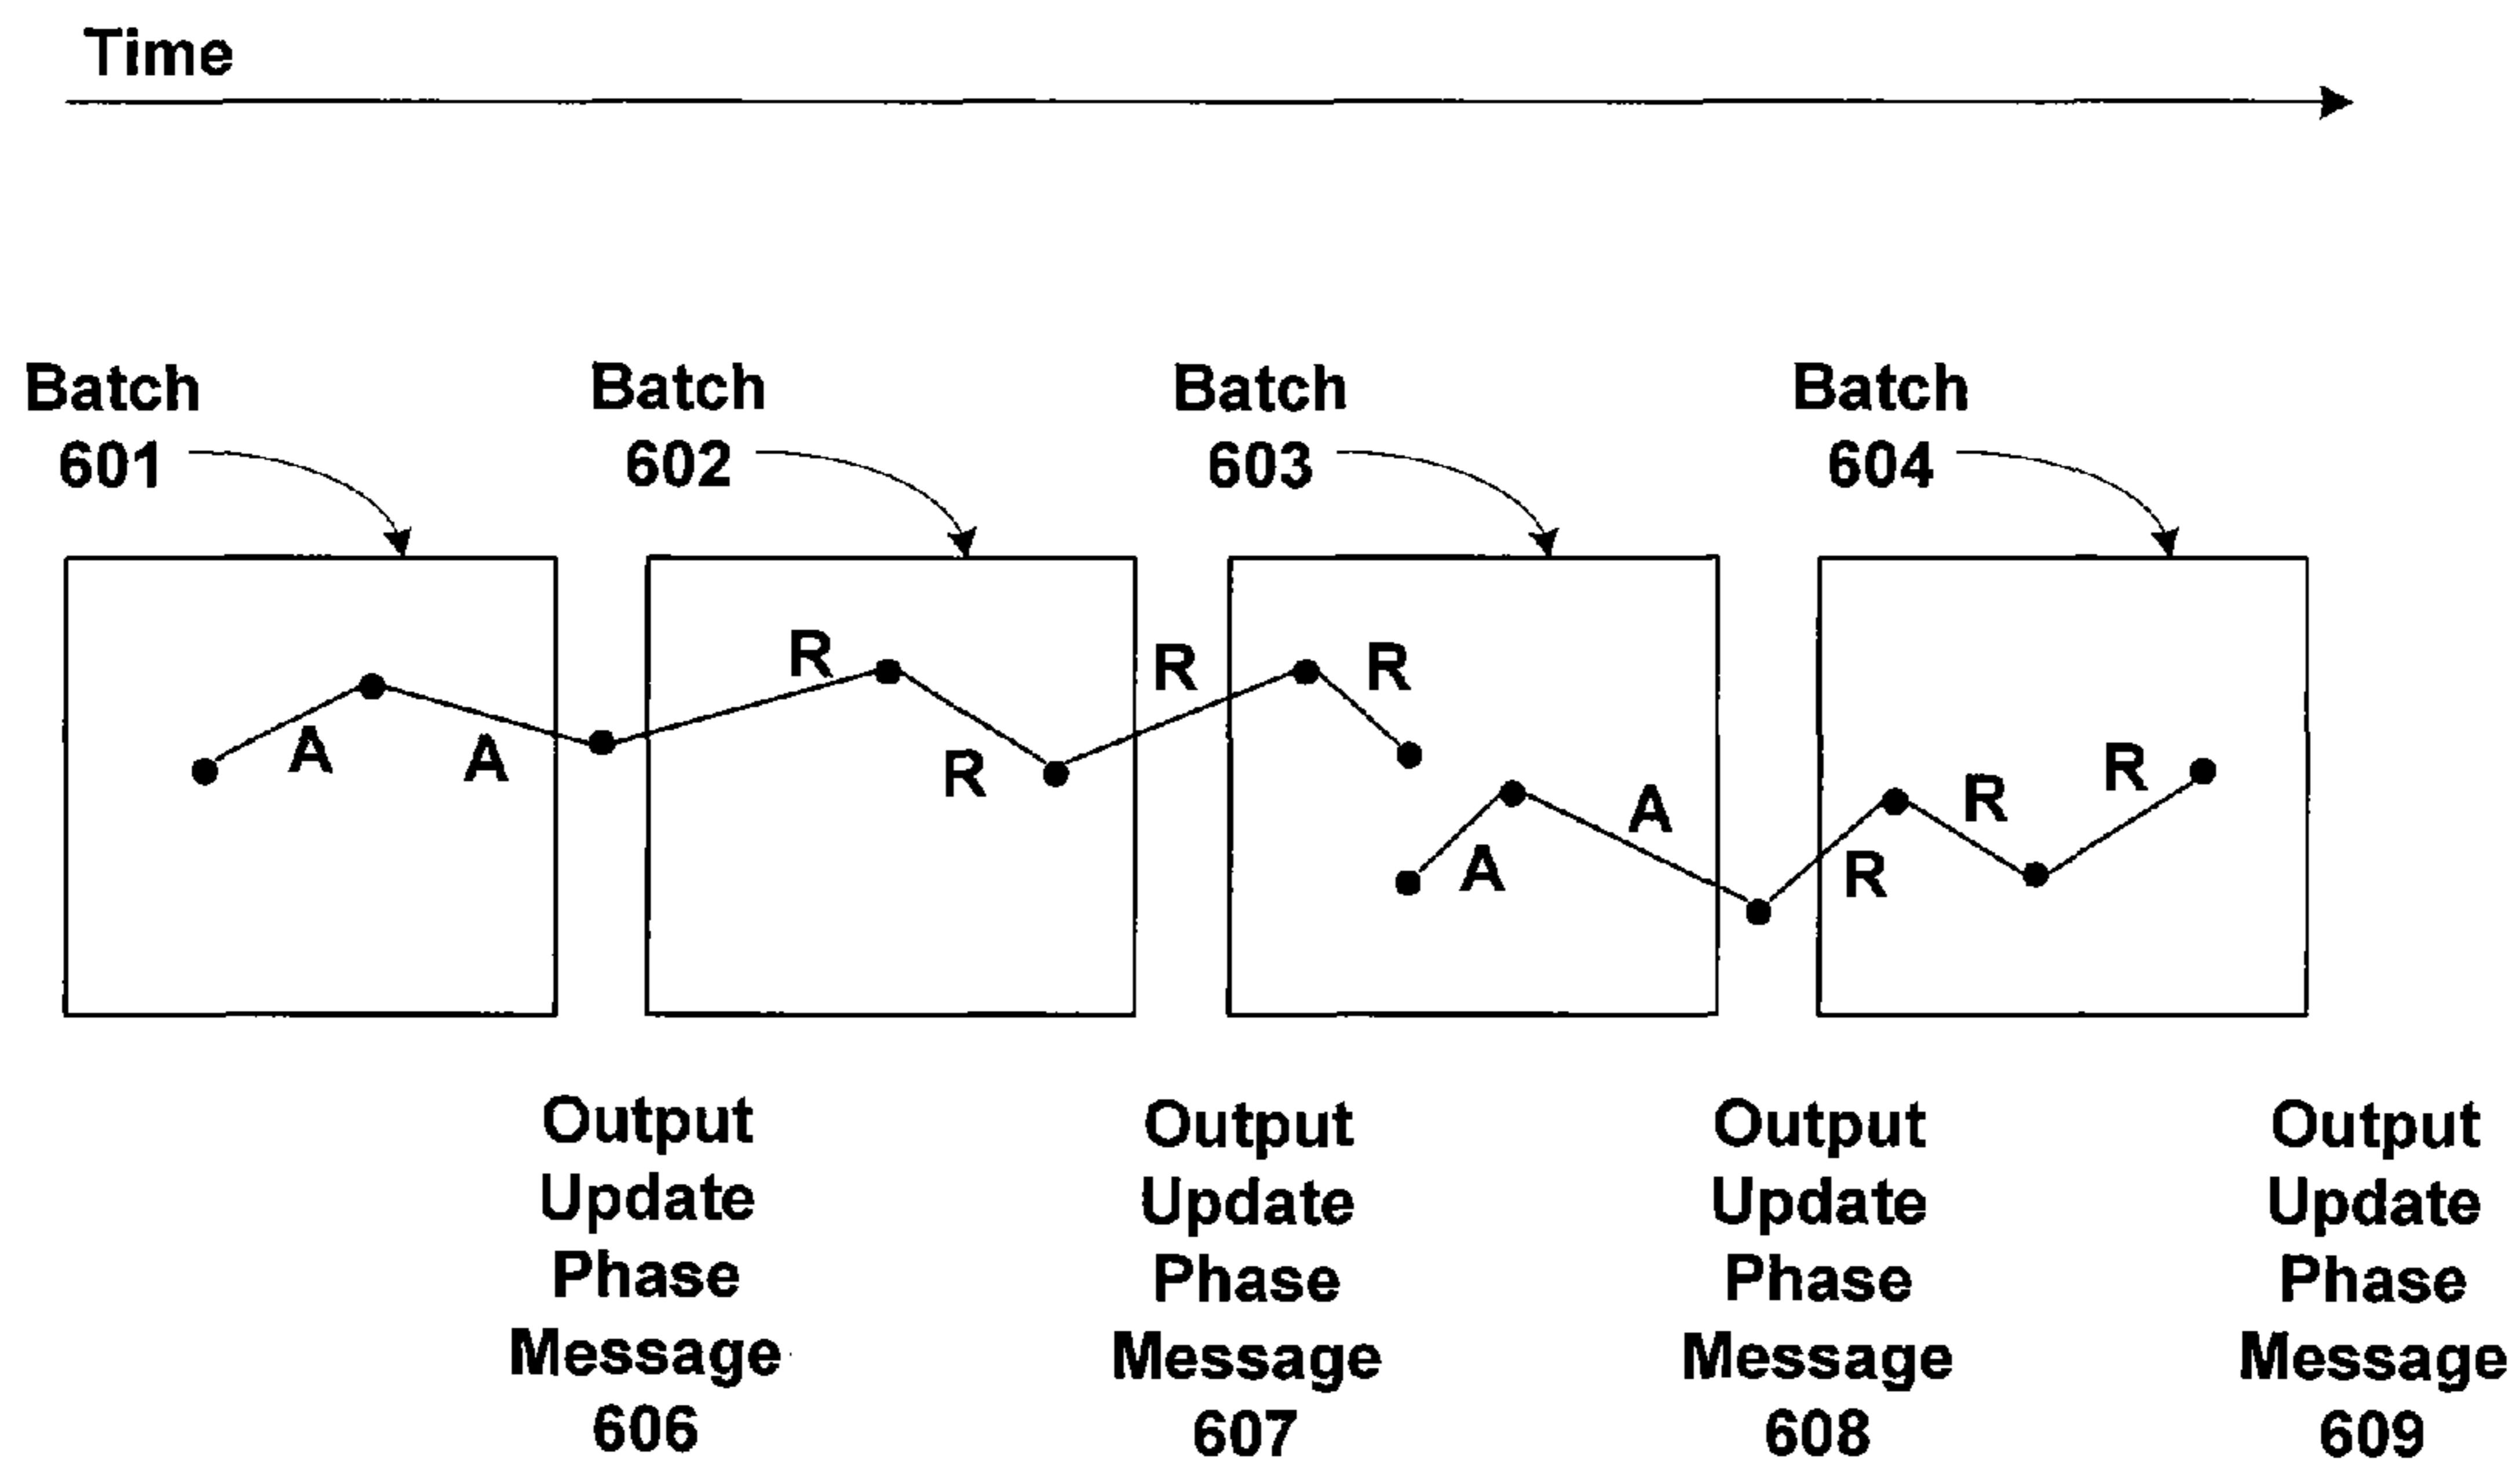 Time
Batch
601
Batch
602
Batch
603
Batch
604
A
A
R
R
R
R
A
A
R
R
R
Output
Update
Phase
Message
606
Output
Update
Phase
Message
607
Output
Update
Phase
Message
608
Output
Update
Phase
Message
609